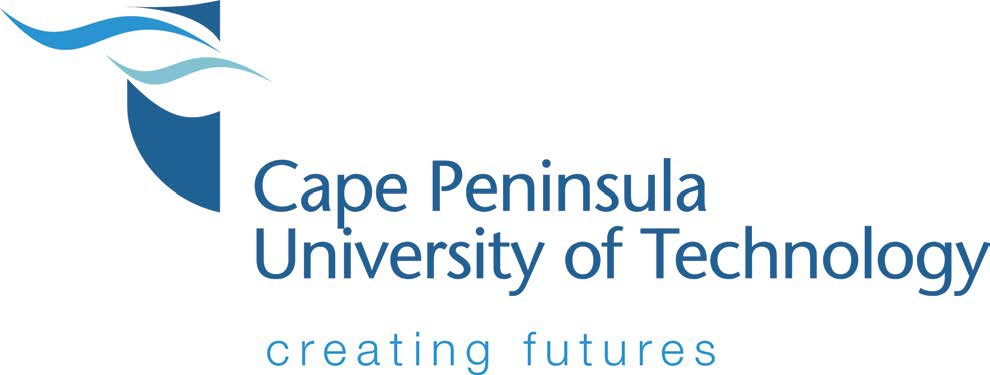 Cape Peninsula
University of Technology
creating futures